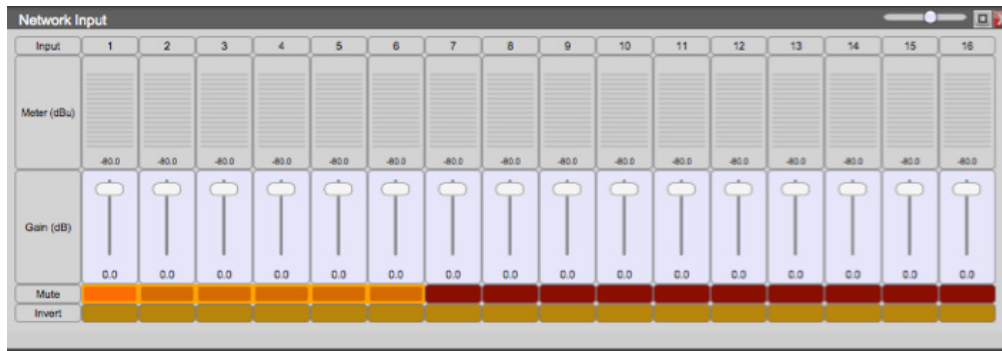 Network Input
Input 1 2 3 4 5 6 7 8 9 10 11 12 13 14 15 16
Meter (dBu) -80.0 -80.0 -80.0 -80.0 -80.0 -80.0 -80.0 -80.0 -80.0 -80.0 -80.0 -80.0 -80.0 -80.0 -80.0 -80.0
Gain (dB) 0.0 0.0 0.0 0.0 0.0 0.0 0.0 0.0 0.0 0.0 0.0 0.0 0.0 0.0 0.0 0.0
Mute
Invert